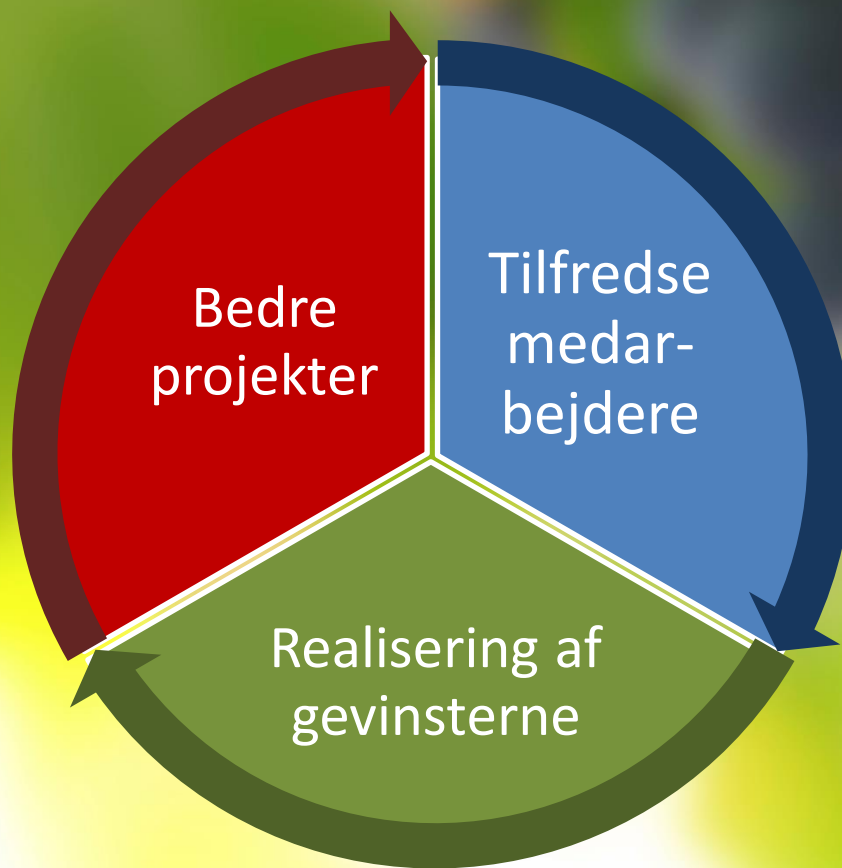 Bedre
projekter
Tilfredse
medar-
bejdere
Realisering af
gevinsterne